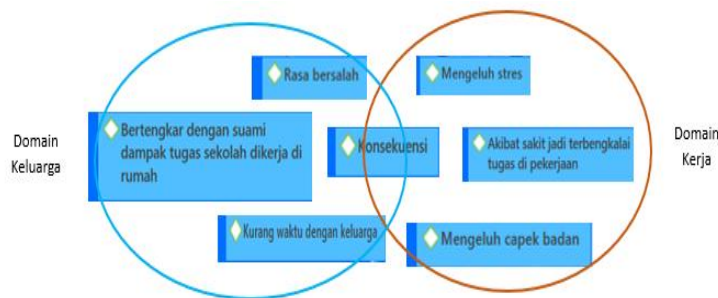 Rasa bersalah
Mengeluh stres
Domain
Keluarga
Bertengkar dengan suami
dampak tugas sekolah dikerja di
rumah
Konsekuensi
Akibat sakit jadi terbengkalai
tugas di pekerjaan
Domain
Kerja
Kurang waktu dengan keluarga
Mengeluh capek badan